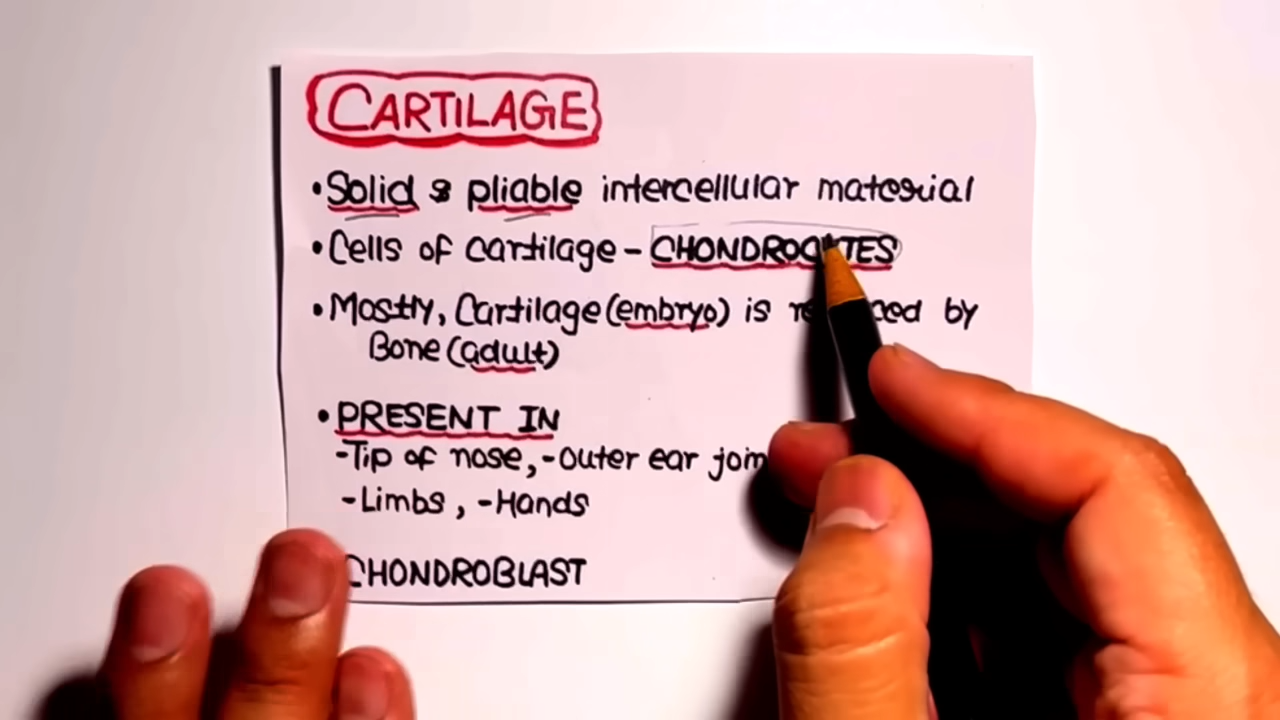 CARTILAGE
•Solid & pliable intercellular material
•Cells of cartilage - CHONDROCYTES
•Mostly, Cartilage (embryo) is by
Bone (adult)
•PRESENT IN
-Tip of nose, -Outer ear
-Limbs, -Hands
CHONDROBLAST